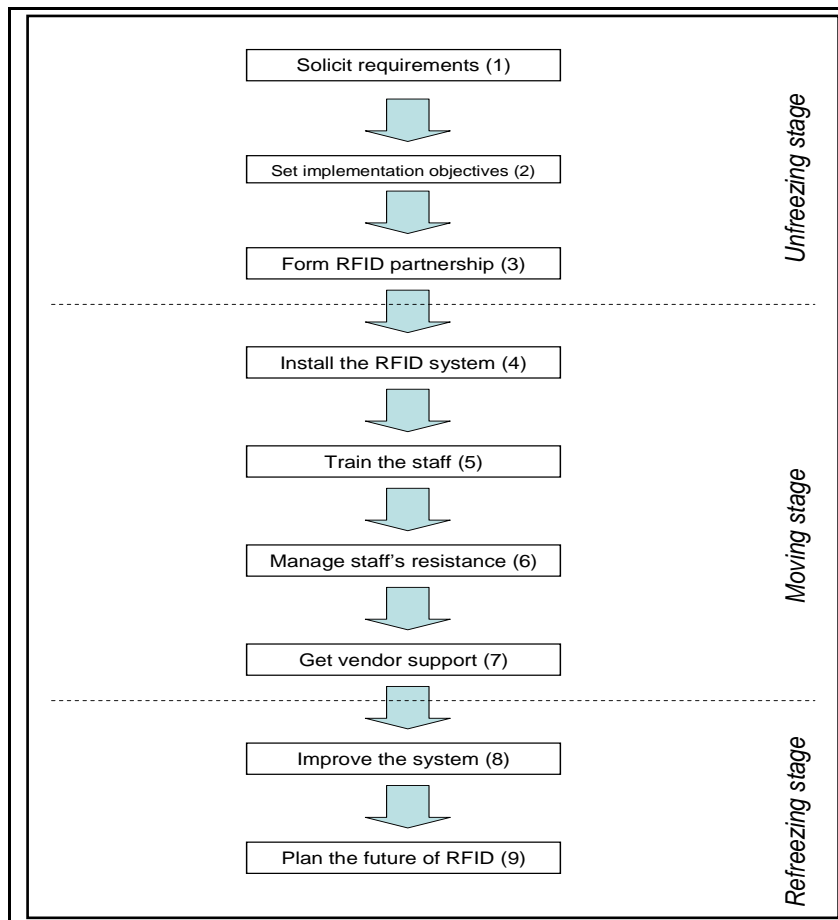 Solicit requirements (1)
Set implementation objectives (2)
Form RFID partnership (3)
Unfreezing stage
Install the RFID system (4)
Train the staff (5)
Manage staff's resistance (6)
Get vendor support (7)
Moving stage
Improve the system (8)
Plan the future of RFID (9)
Refreezing stage